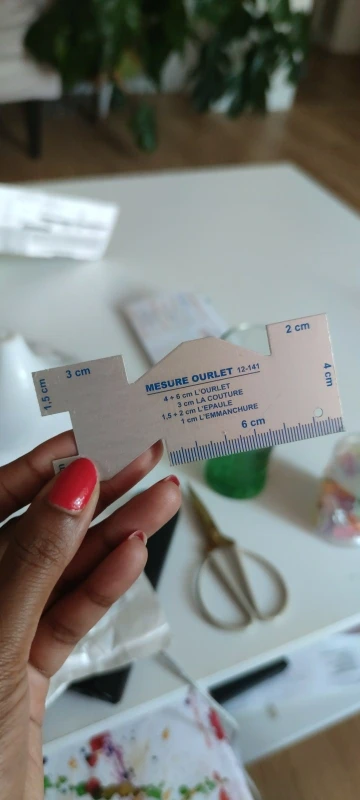 2 cm
3 cm
1,5 cm
4 cm
MESURE OURLET 12-141
4 + 6 cm L'OURLET
3 cm LA COUTURE
1,5 + 2 cm L'EPAULE
1 cm L'EMMANCHURE
6 cm
cm